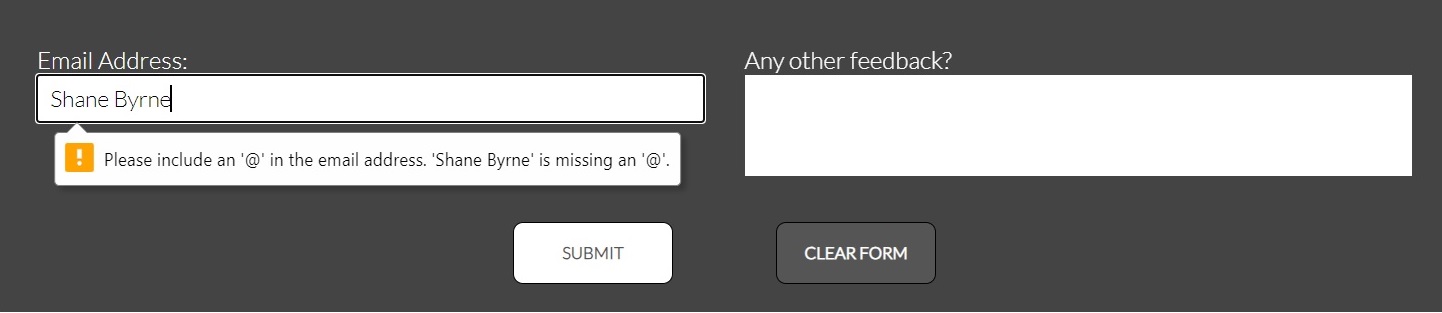 Email Address:
Any other feedback?
Shane Byrne
Please include an '@' in the email address. 'Shane Byrne' is missing an '@'.
SUBMIT
CLEAR FORM